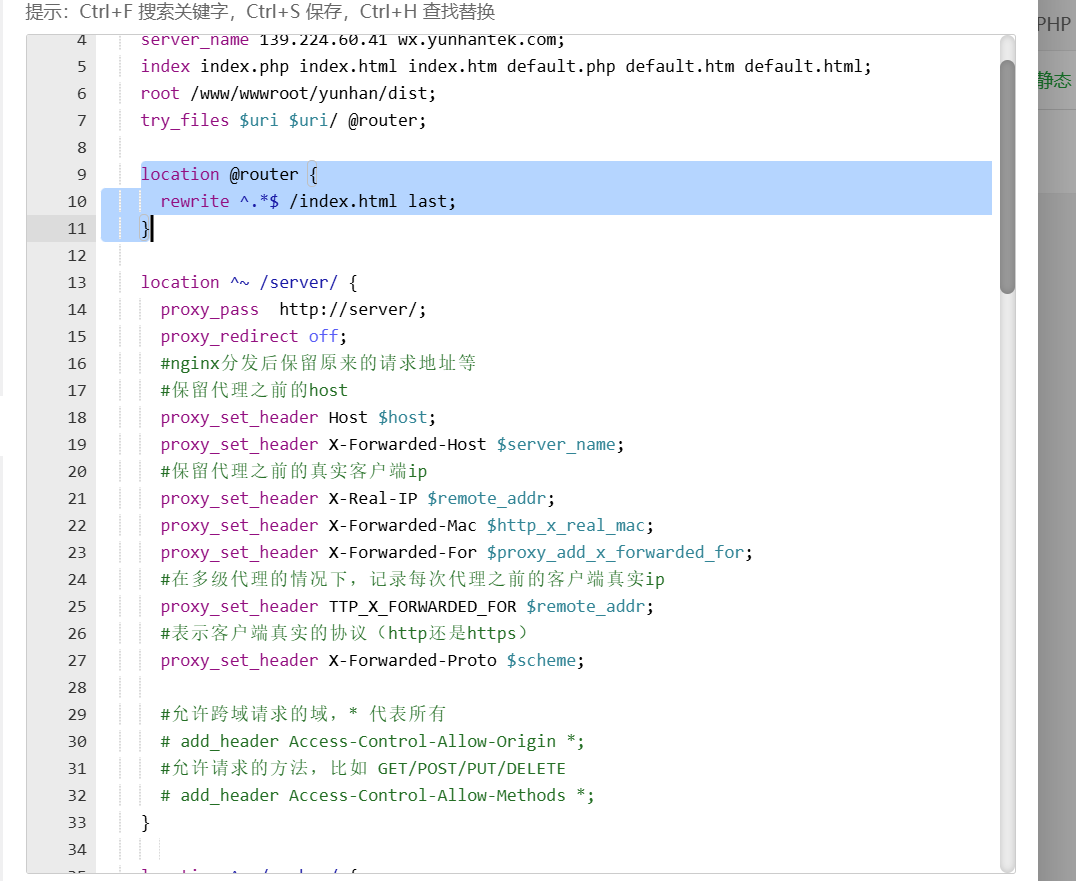 提示：Ctrl+F 搜索关键字，Ctrl+S 保存，Ctrl+H 查找替换
PHP
静态
4 server_name 139.224.60.41 wx.yunhantek.com;
5 index index.php index.html index.htm default.php default.htm default.html;
6 root /www/wwwroot/yunhan/dist;
7 try_files $uri $uri/ @router;
8
9 location @router {
10 rewrite ^.*$ /index.html last;
11 }
12
13 location ^~ /server/ {
14 proxy_pass  http://server/;
15 proxy_redirect off;
16 #nginx分发后保留原来的请求地址等
17 #保留代理之前的host
18 proxy_set_header Host $host;
19 proxy_set_header X-Forwarded-Host $server_name;
20 #保留代理之前的真实客户端ip
21 proxy_set_header X-Real-IP $remote_addr;
22 proxy_set_header X-Forwarded-Mac $http_x_real_mac;
23 proxy_set_header X-Forwarded-For $proxy_add_x_forwarded_for;
24 #在多级代理的情况下，记录每次代理之前的客户端真实ip
25 proxy_set_header TTP_X_FORWARDED_FOR $remote_addr;
26 #表示客户端真实的协议（http还是https）
27 proxy_set_header X-Forwarded-Proto $scheme;
28
29 #允许跨域请求的域，* 代表所有
30 # add_header Access-Control-Allow-Origin *;
31 #允许请求的方法，比如 GET/POST/PUT/DELETE
32 # add_header Access-Control-Allow-Methods *;
33 }
34